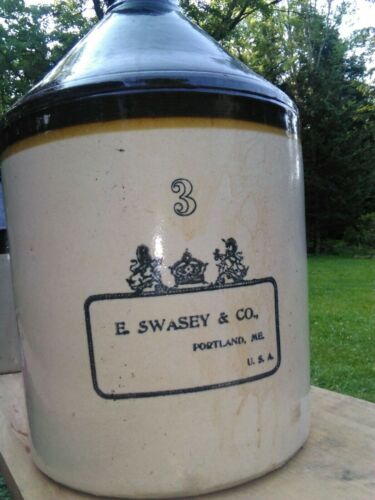 3
E. SWASEY & CO.,
PORTLAND, ME.
U. S. A.